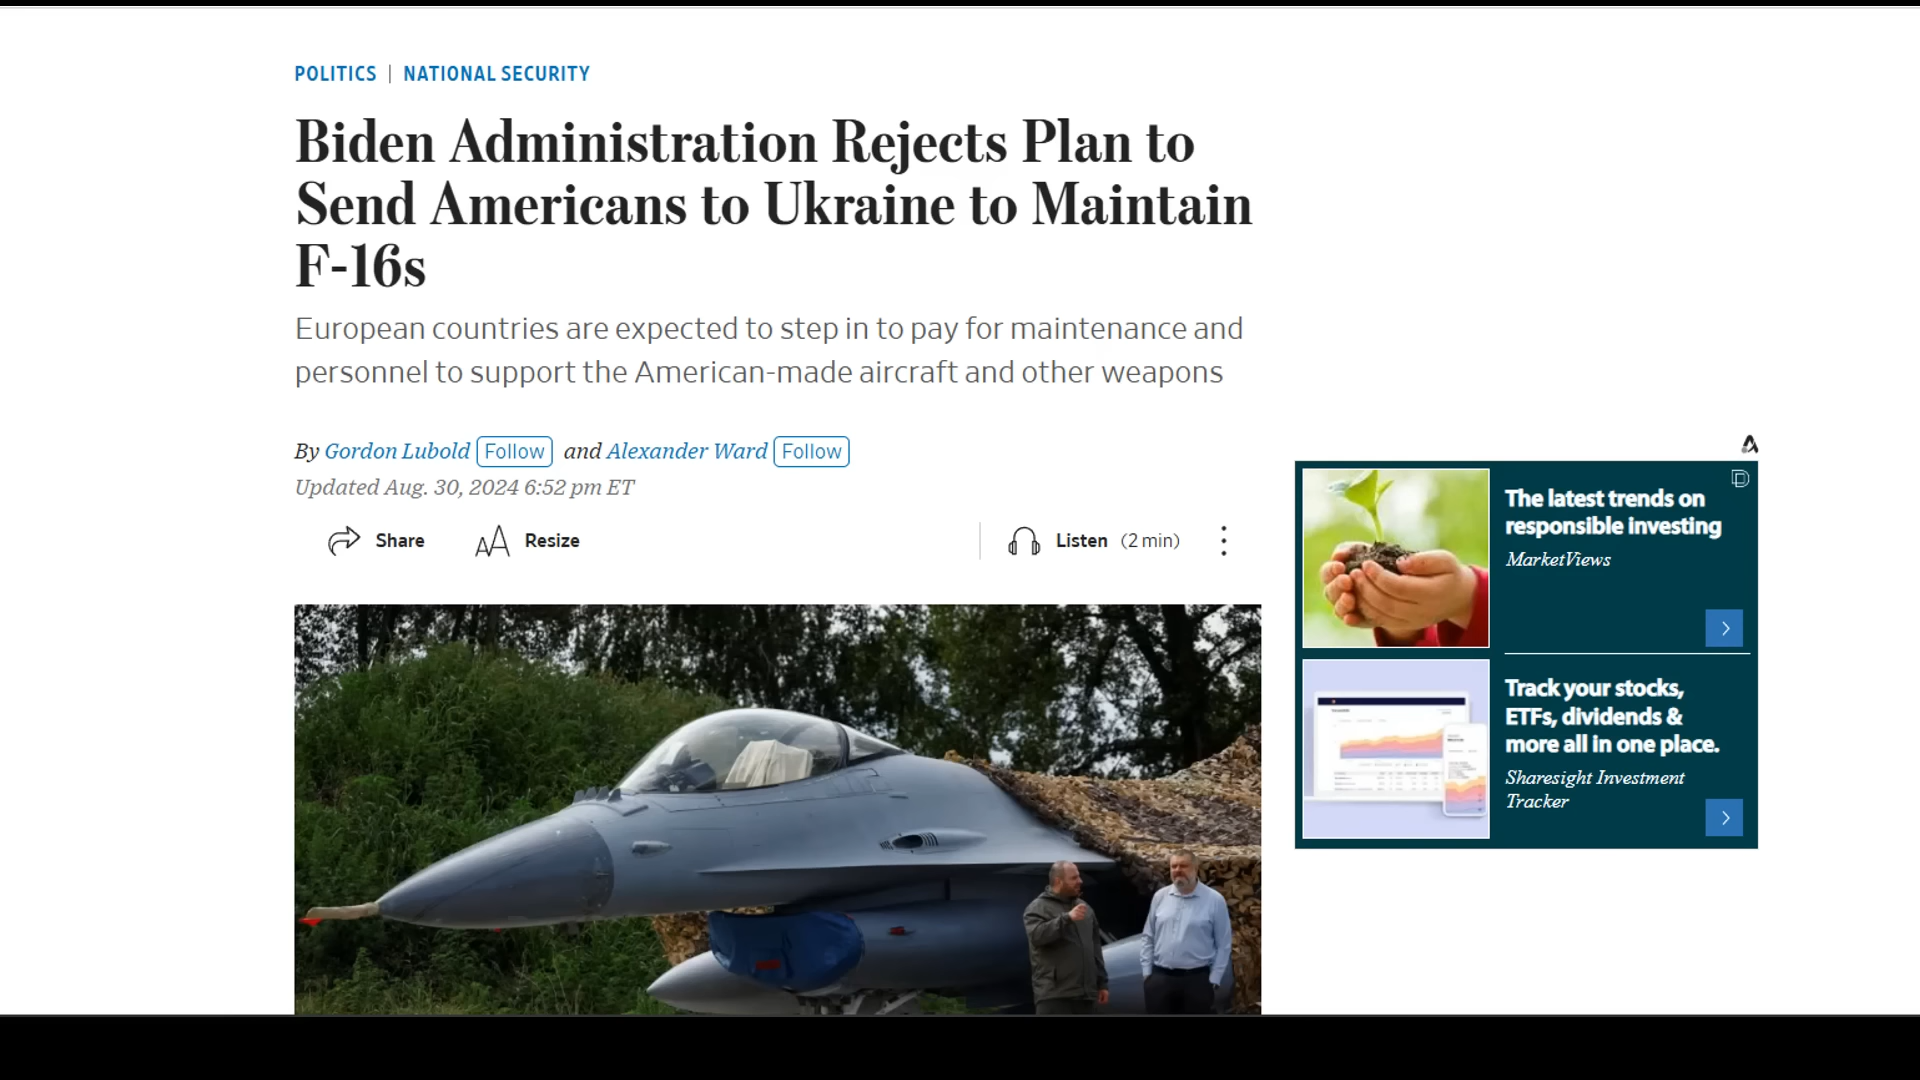 POLITICS | NATIONAL SECURITY
Biden Administration Rejects Plan to
Send Americans to Ukraine to Maintain
F-16s
European countries are expected to step in to pay for maintenance and
personnel to support the American-made aircraft and other weapons
By Gordon Lubold Follow and Alexander Ward Follow
Updated Aug. 30, 2024 6:52 pm ET
Share
AA Resize
Listen (2 min)
The latest trends on
responsible investing
MarketViews
Track your stocks,
ETFs, dividends &
more all in one place.
Sharesight Investment
Tracker